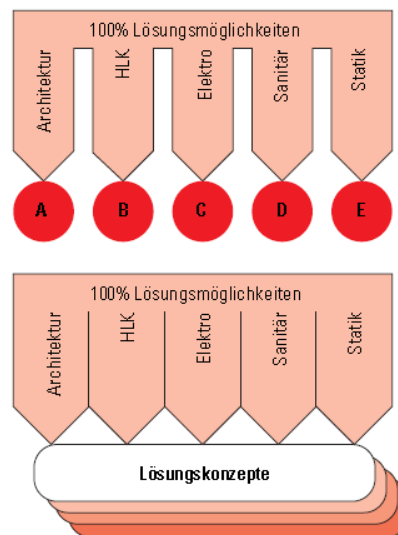 100% Lösungsmöglichkeiten
Architektur
HLK
Elektro
Sanitär
Statik
A
B
C
D
E
100% Lösungsmöglichkeiten
Architektur
HLK
Elektro
Sanitär
Statik
Lösungskonzepte